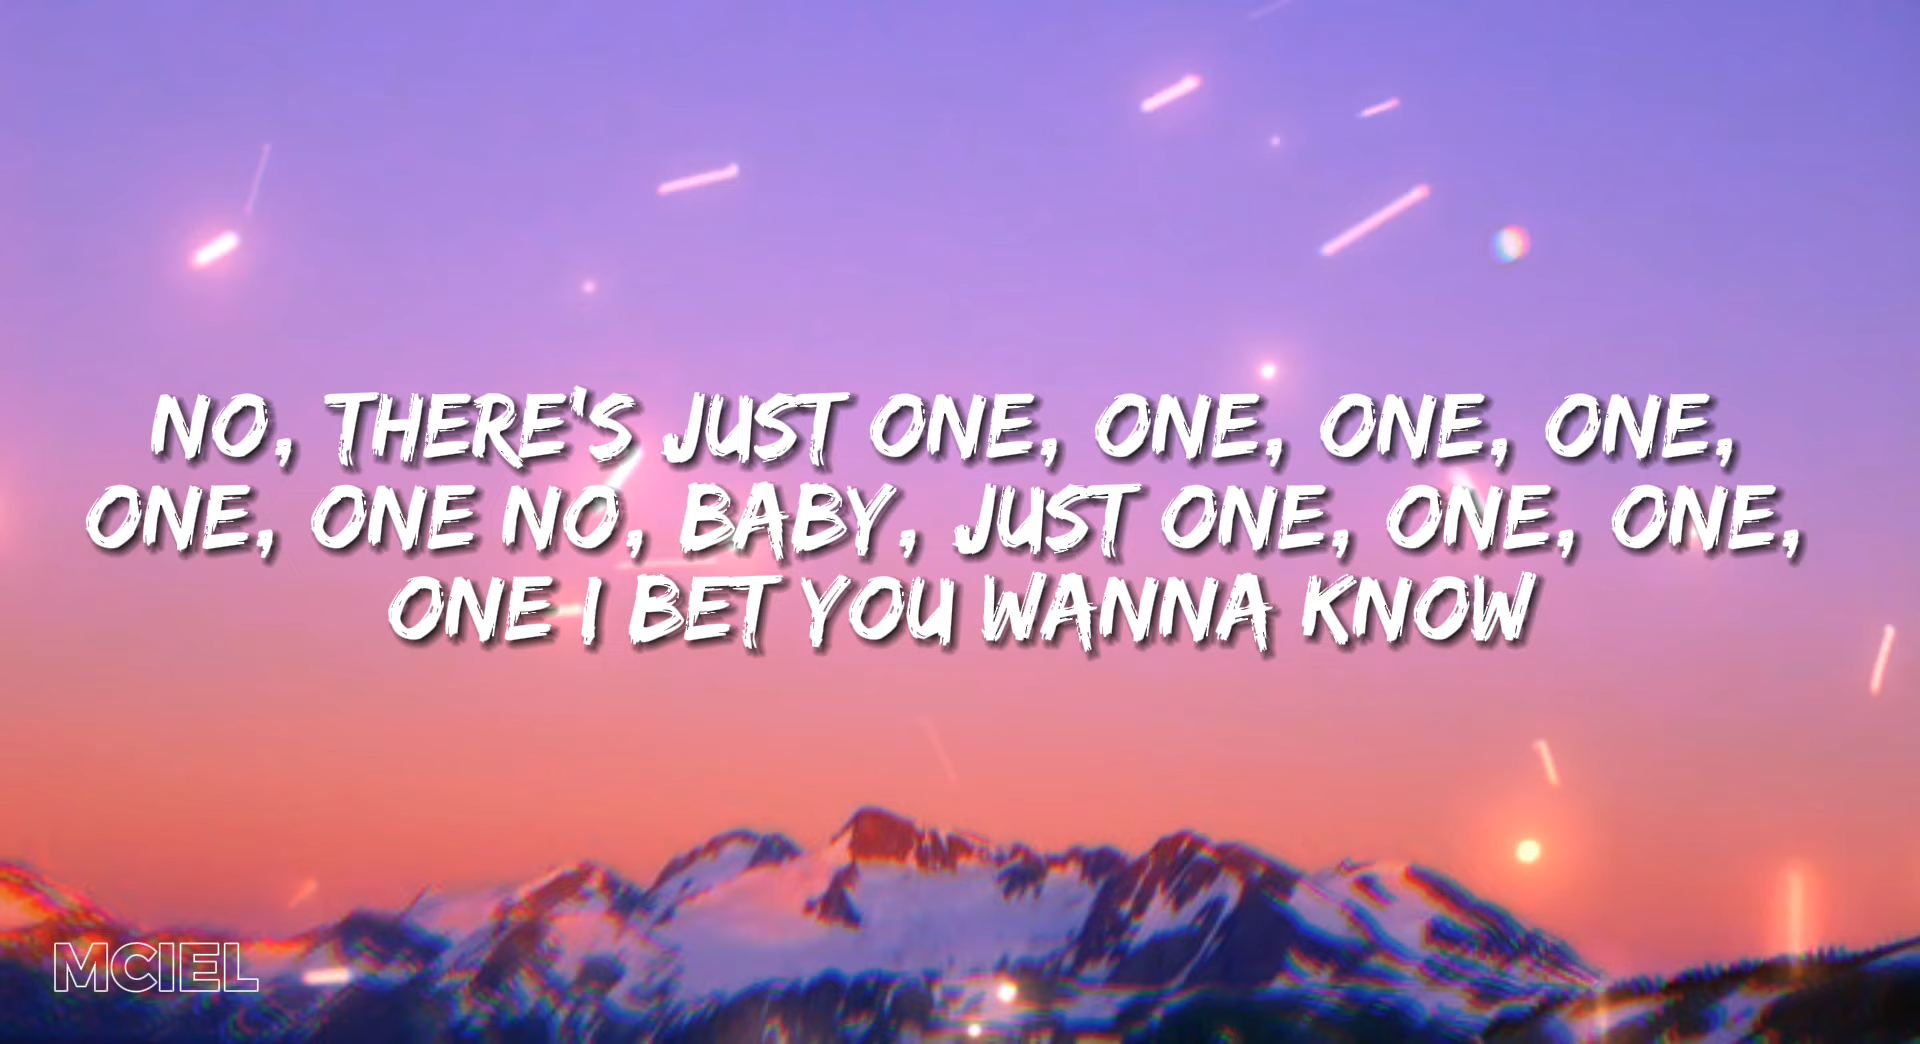 NO, THERE'S JUST ONE, ONE, ONE, ONE,
ONE, ONE NO, BABY, JUST ONE, ONE, ONE,
ONE I BET YOU WANNA KNOW
MCIEL